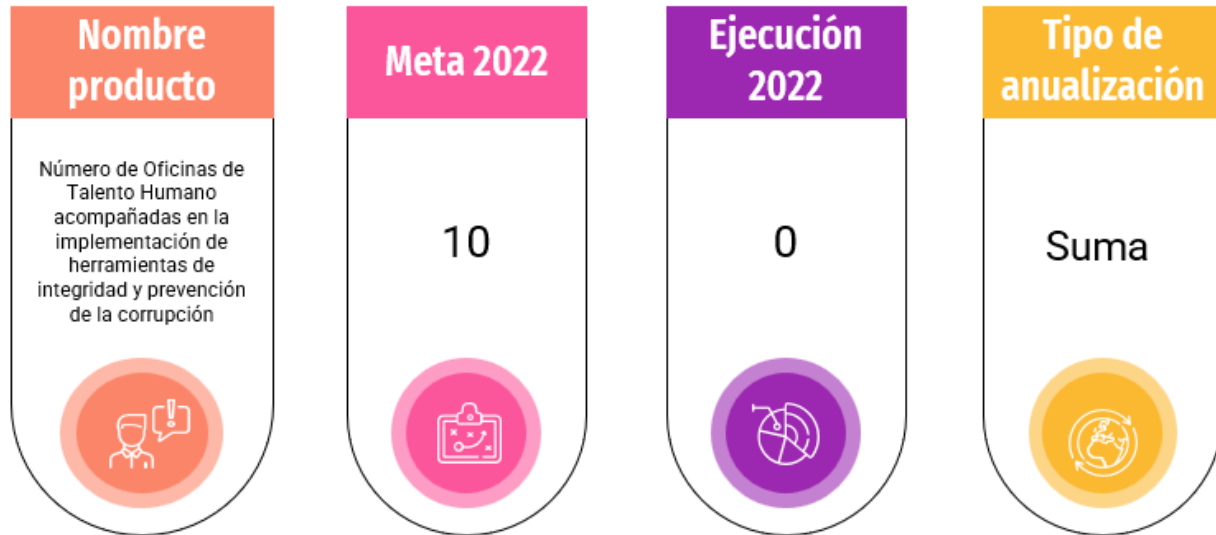 Nombre
producto
Número de Oficinas de
Talento Humano
acompañadas en la
implementación de
herramientas de
integridad y prevención
de la corrupción
Meta 2022
10
Ejecución
2022
0
Tipo de
anualización
Suma